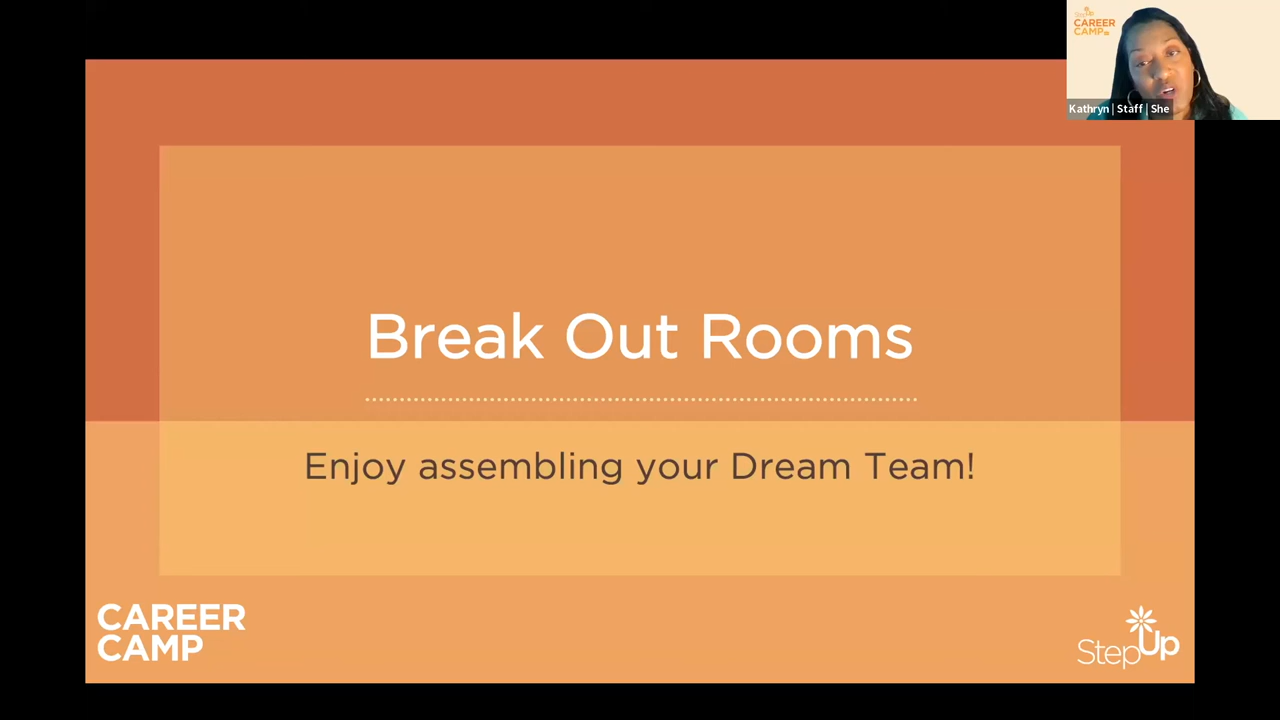 CAREER
CAMP
Kathryn | Staff | She
Break Out Rooms
Enjoy assembling your Dream Team!
CAREER
CAMP
StepUp